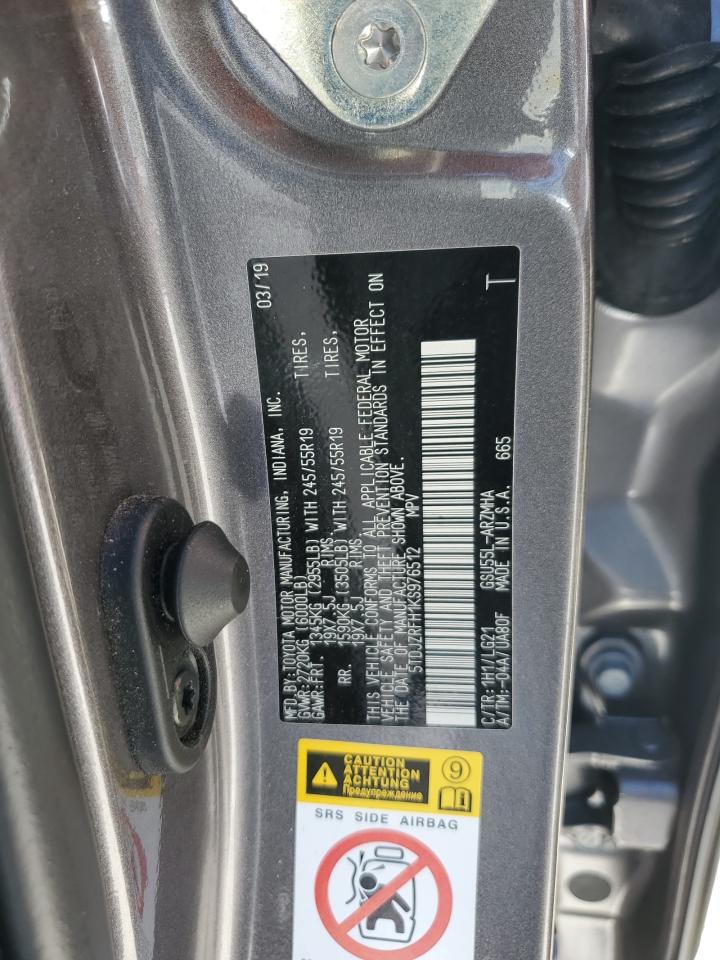 MFD.BY:TOYOTA MOTOR MANUFACTURING, INDIANA, INC. 03/19
GVWR:2720KG(6000LB)
GAWR:FRT. 1345KG (2955LB) WITH 245/55R19 TIRES,
19X7.5J RIMS,
RR. 1590KG (3505LB) WITH 245/55R19 TIRES,
19X7.5J RIMS,
THIS VEHICLE CONFORMS TO ALL APPLICABLE FEDERAL MOTOR
VEHICLE SAFETY AND THEFT PREVENTION STANDARDS IN EFFECT ON
THE DATE OF MANUFACTURE SHOWN ABOVE.
5TDJZRFH1KS976512 MPV
C/TR:1H1/LG21 GSU55L-ARZMHA
A/TM:-04A/UA80F MADE IN U.S.A. 665 T
CAUTION
ATTENTION
ACHTUNG
Предупреждение
9
i
SRS SIDE AIRBAG